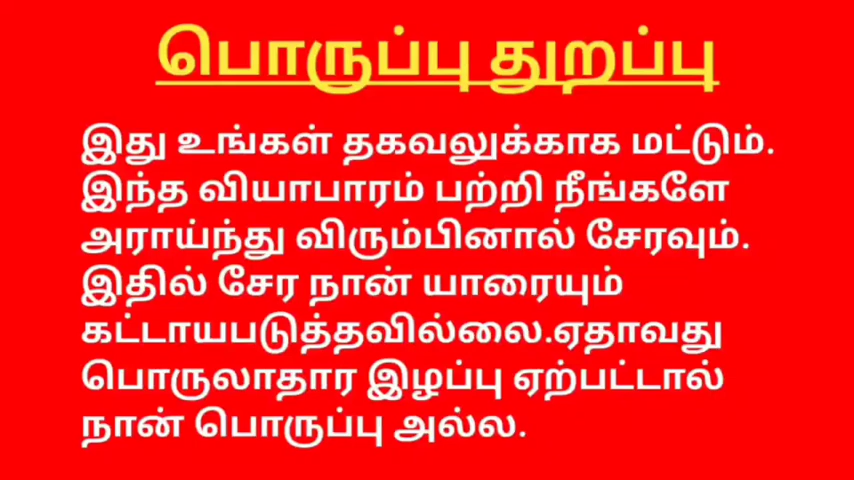 பொருப்பு துறப்பு
இது உங்கள் தகவலுக்காக மட்டும்.
இந்த வியாபாரம் பற்றி நீங்களே
அராய்ந்து விரும்பினால் சேரவும்.
இதில் சேர நான் யாரையும்
கட்டாயபடுத்தவில்லை.ஏதாவது
பொருலாதார இழப்பு ஏற்பட்டால்
நான் பொருப்பு அல்ல.